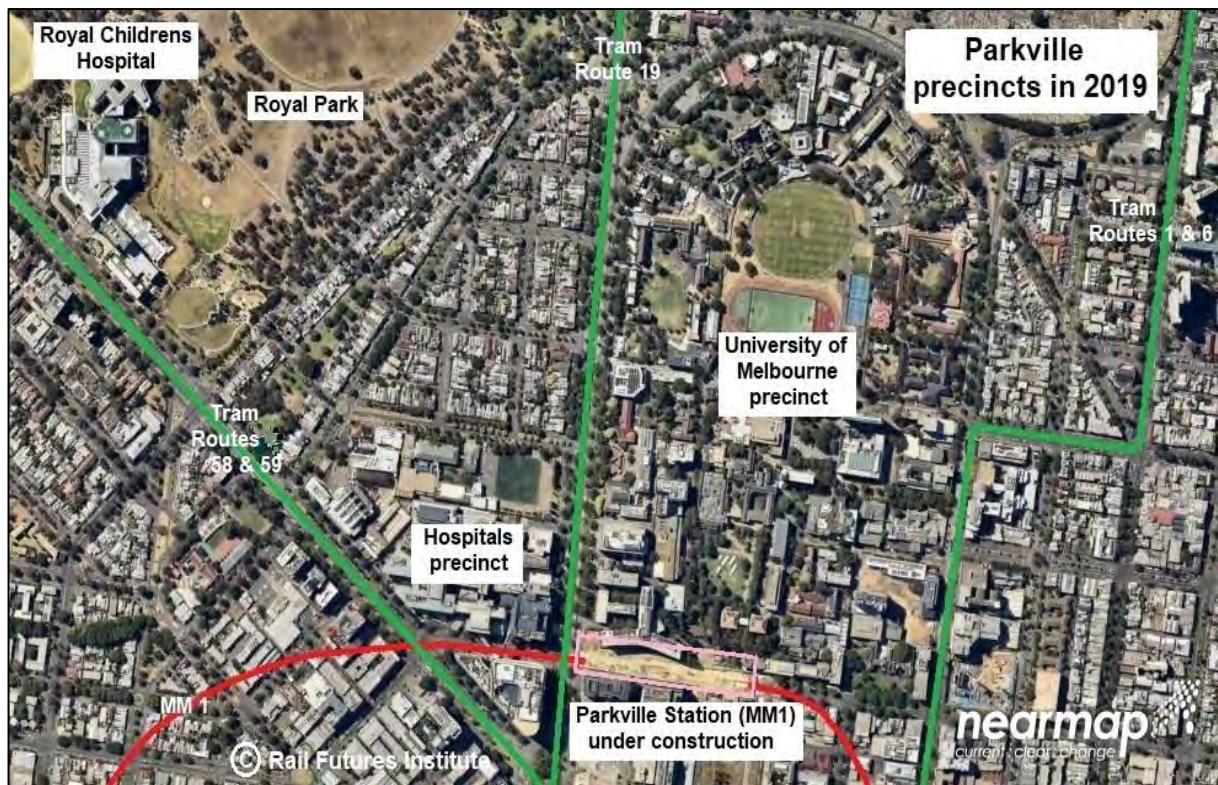 Royal Childrens
Hospital
Royal Park
Tram
Route 19
Parkville
precincts in 2019
Tram
Routes 1 & 6
University of
Melbourne
precinct
Tram
Routes
58 & 59
Hospitals
precinct
MM 1
Parkville Station (MM1)
under construction
© Rail Futures Institute
nearmap
current : clear : change